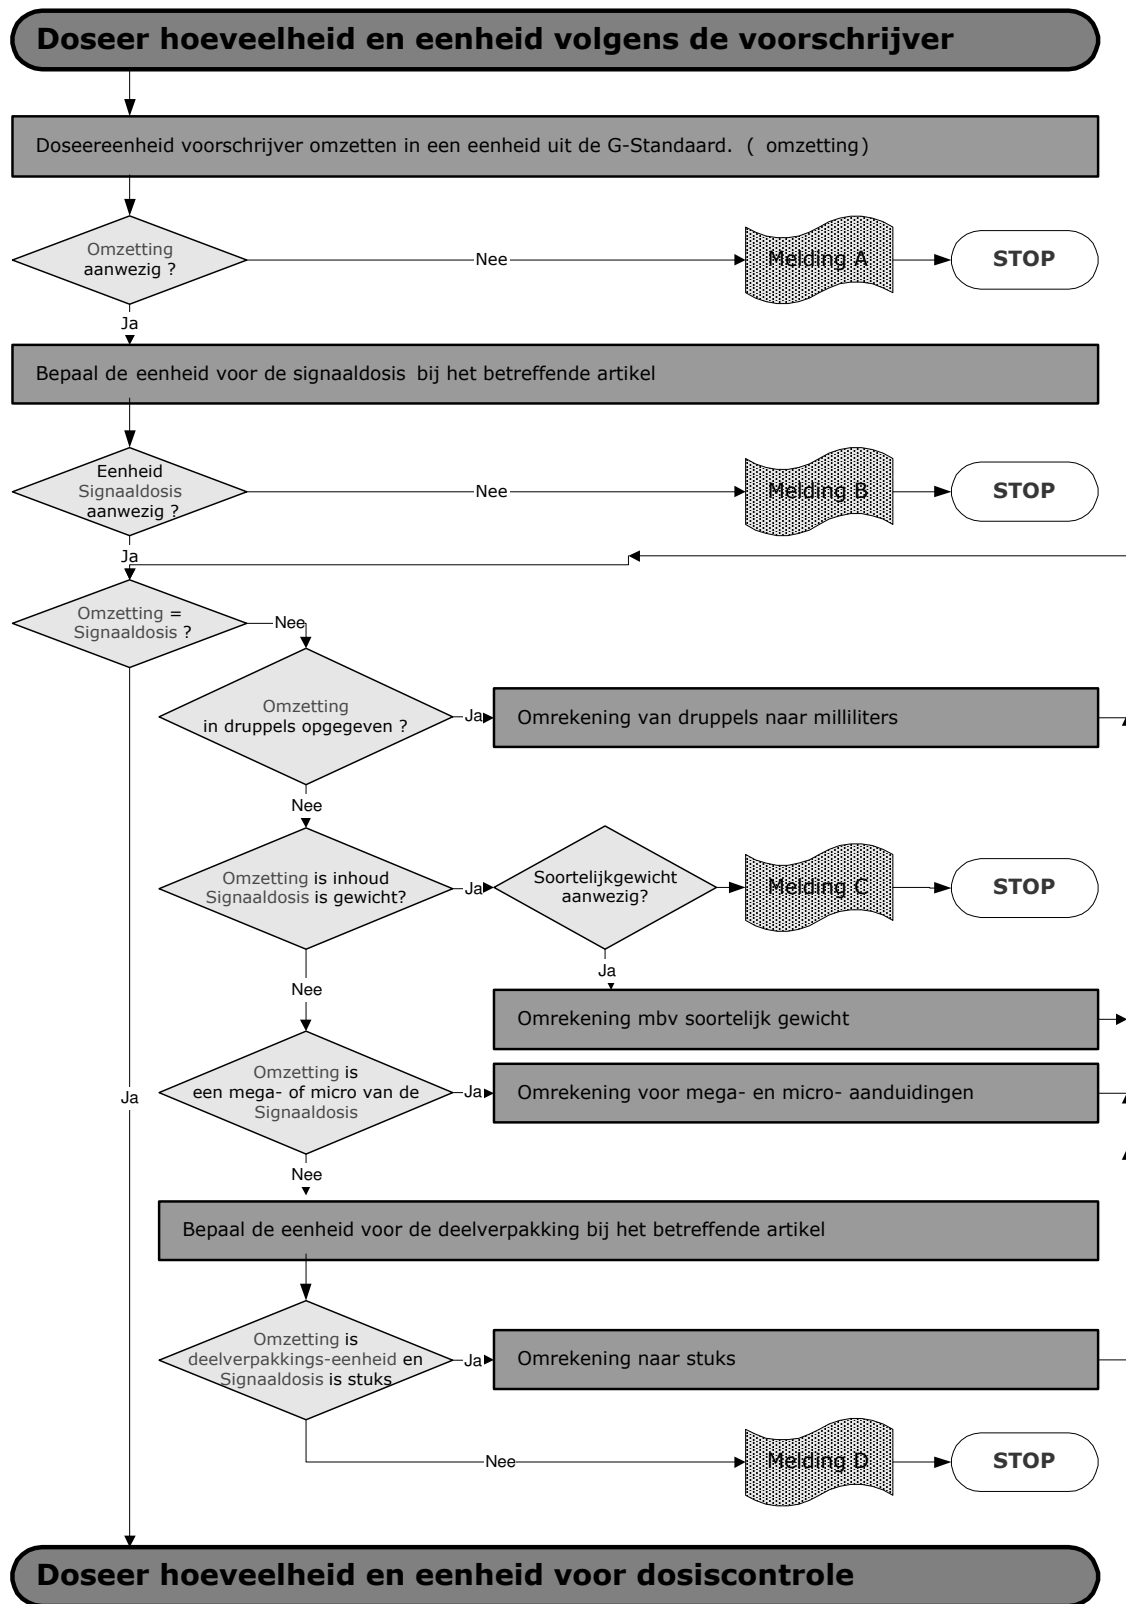 Doseer hoeveelheid en eenheid volgens de voorschrijver
Doseereenheid voorschrijver omzetten in een eenheid uit de G-Standaard. ( omzetting)
Omzetting
aanwezig ?
Nee
Melding A
STOP
Ja
Bepaal de eenheid voor de signaaldosis bij het betreffende artikel
Eenheid
Signaaldosis
aanwezig ?
Nee
Melding B
STOP
Ja
Omzetting =
Signaaldosis ?
Nee
Omzetting
in druppels opgegeven ?
Ja
Omrekening van druppels naar milliliters
Nee
Omzetting is inhoud
Signaaldosis is gewicht?
Ja
Soortelijkgewicht
aanwezig?
Melding C
STOP
Ja
Nee
Omrekening mbv soortelijk gewicht
Omzetting is
een mega- of micro van de
Signaaldosis
Ja
Omrekening voor mega- en micro- aanduidingen
Ja
Nee
Bepaal de eenheid voor de deelverpakking bij het betreffende artikel
Omzetting is
deelverpakkings-eenheid en
Signaaldosis is stuks
Ja
Omrekening naar stuks
Nee
Melding D
STOP
Doseer hoeveelheid en eenheid voor dosiscontrole